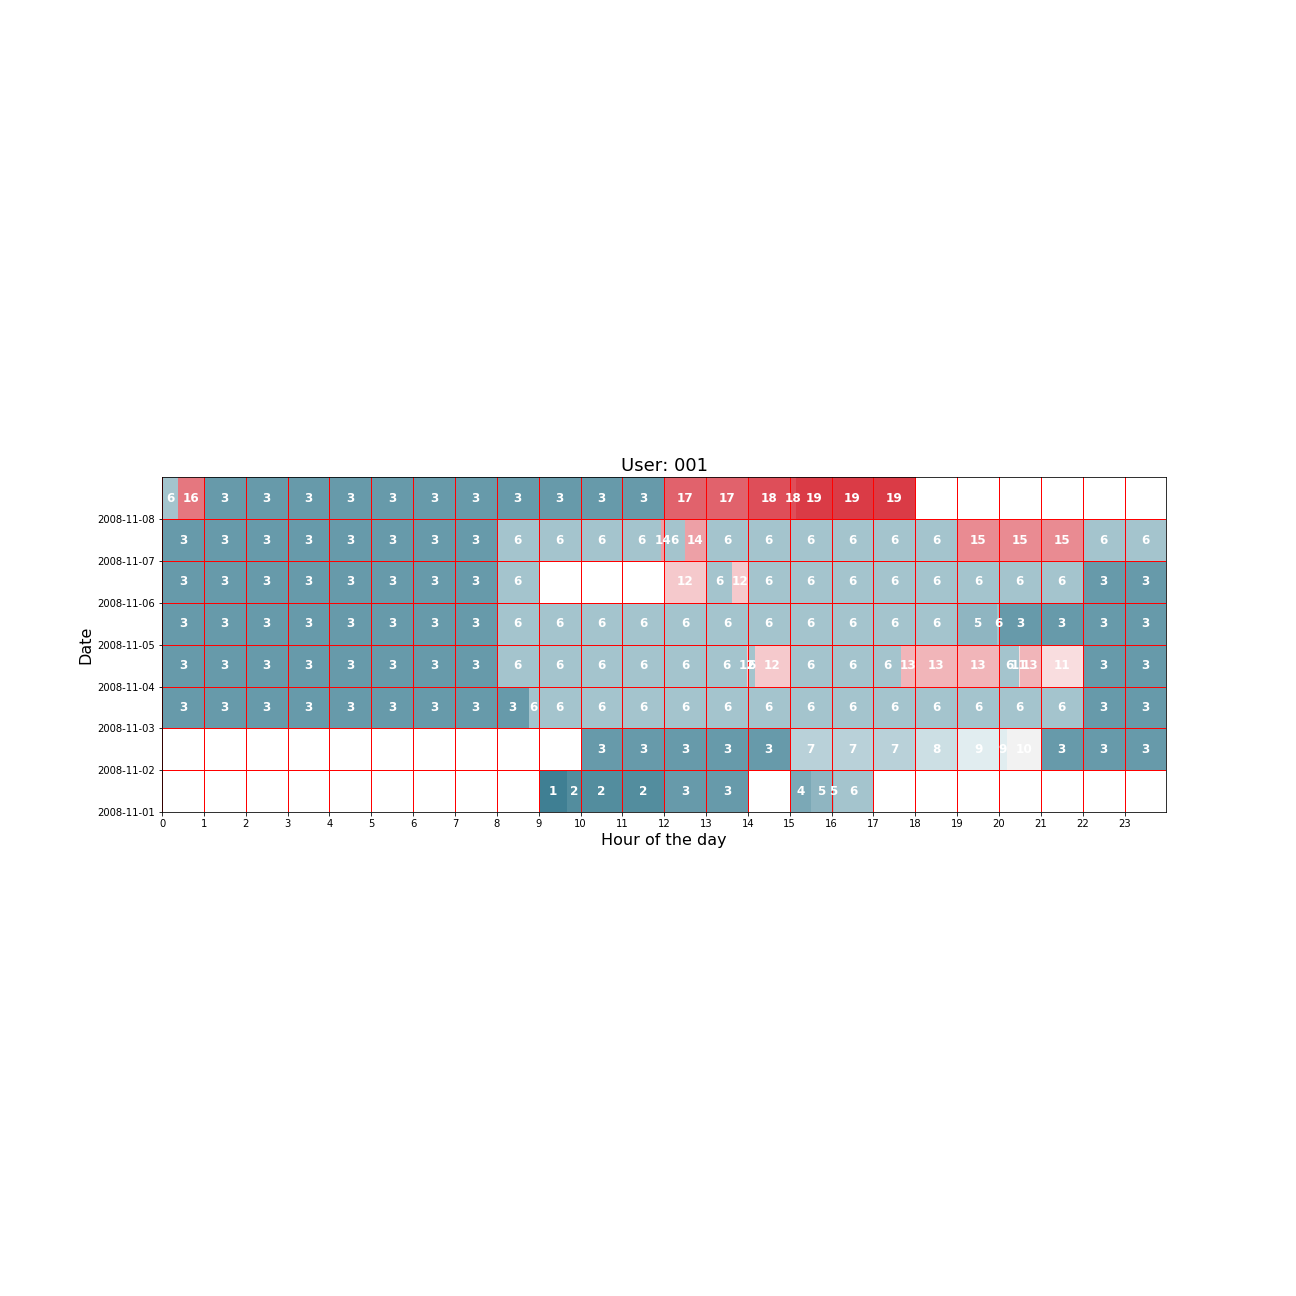 User: 001
6 16 3 3 3 3 3 3 3 3 3 3 3 17 17 18 18 19 19 19
2008-11-08
3 3 3 3 3 3 3 3 6 6 6 6 14 6 14 6 6 6 6 6 6 15 15 15 6 6
2008-11-07
3 3 3 3 3 3 3 3 6 12 6 12 6 6 6 6 6 6 6 6 3 3
2008-11-06
3 3 3 3 3 3 3 3 6 6 6 6 6 6 6 6 6 6 6 5 6 3 3 3 3
2008-11-05
3 3 3 3 3 3 3 3 6 6 6 6 6 6 12 6 12 6 6 6 13 13 13 6 11 13 11 3 3
2008-11-04
3 3 3 3 3 3 3 3 3 6 6 6 6 6 6 6 6 6 6 6 6 6 6 3 3
2008-11-03
3 3 3 3 3 7 7 7 8 9 9 10 3 3 3
2008-11-02
1 2 2 2 3 3 4 5 5 6
2008-11-01
0 1 2 3 4 5 6 7 8 9 10 11 12 13 14 15 16 17 18 19 20 21 22 23
Hour of the day
Date